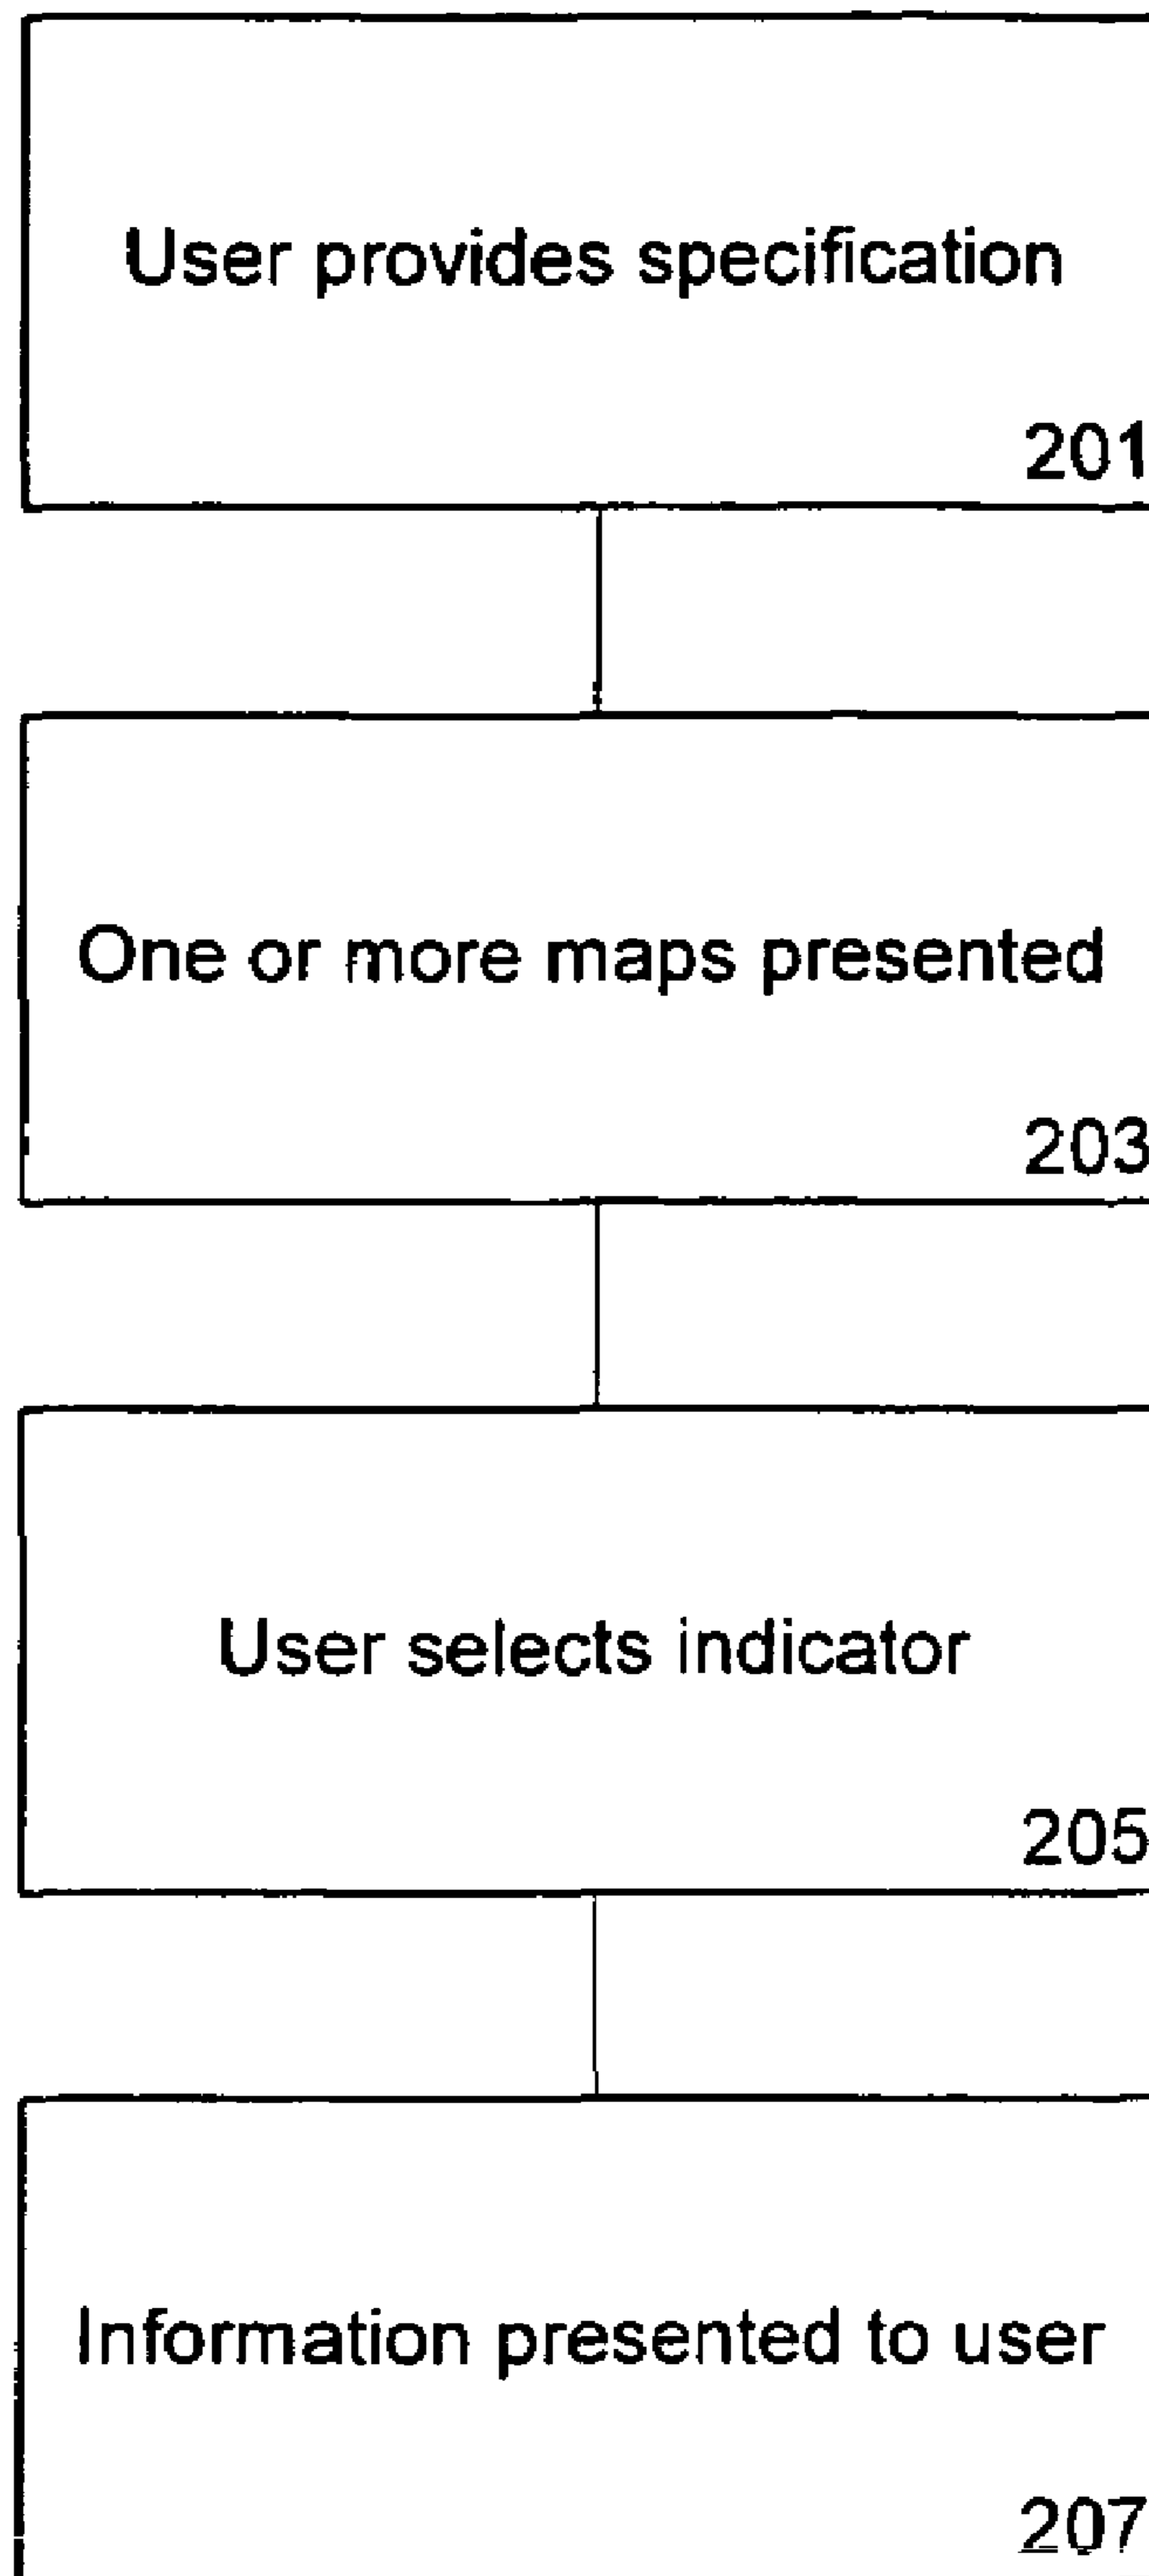 User provides specification
201
One or more maps presented
203
User selects indicator
205
Information presented to user
207